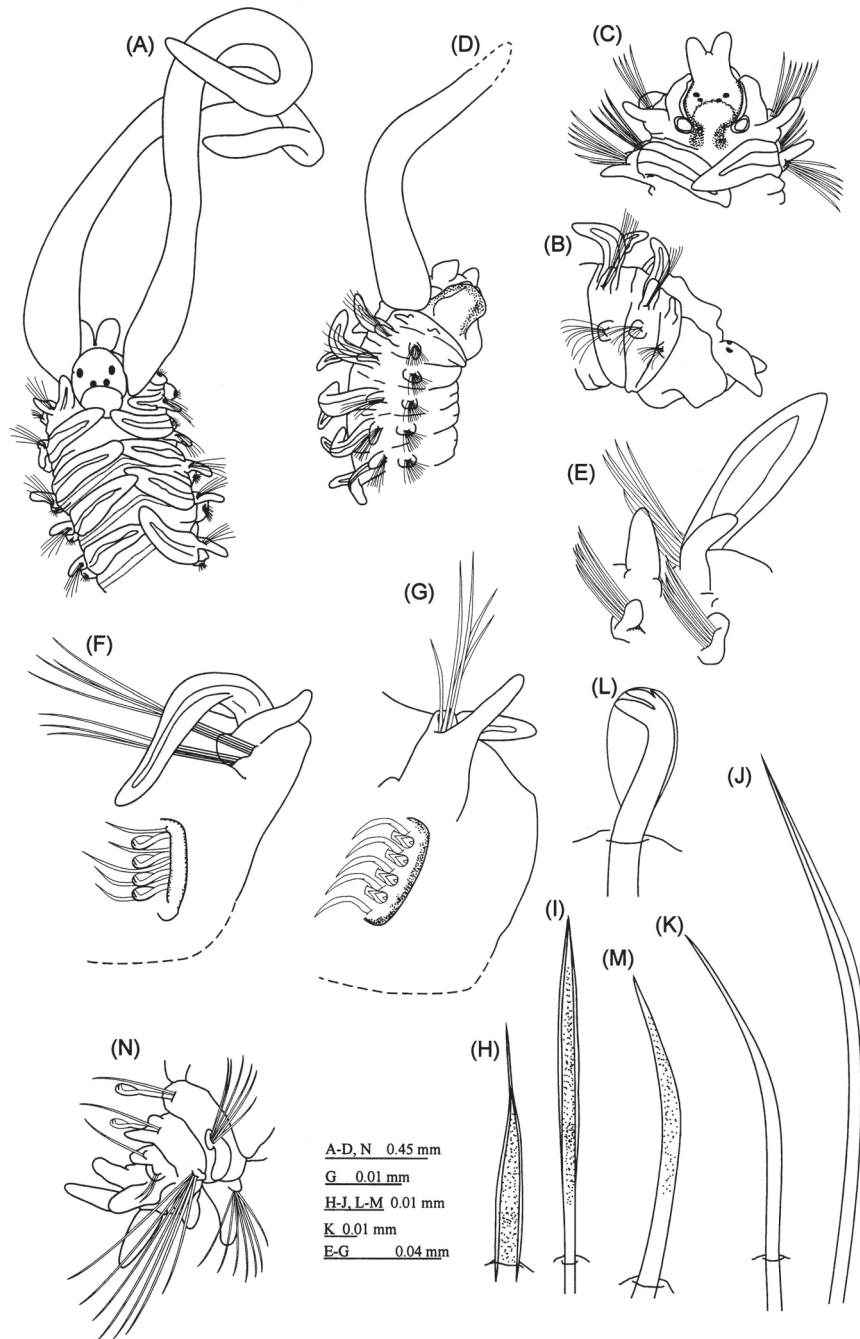 (A)
(D)
(C)
(B)
(E)
(G)
(F)
(L)
(J)
(I)
(K)
(M)
(H)
(N)
A-D, N 0.45 mm
G 0.01 mm
H-J, L-M 0.01 mm
K 0.01 mm
E-G 0.04 mm